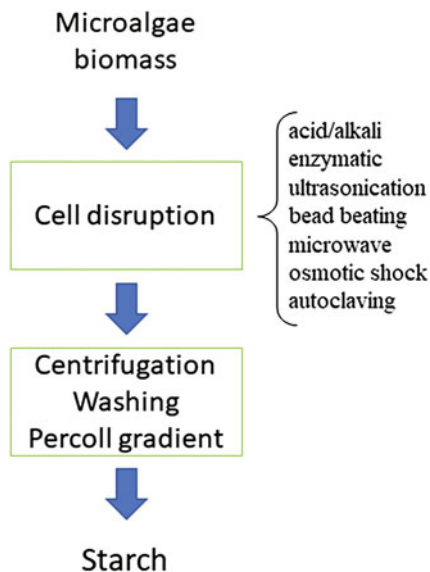 Microalgae
biomass
Cell disruption
acid/alkali
enzymatic
ultrasonication
bead beating
microwave
osmotic shock
autoclaving
Centrifugation
Washing
Percoll gradient
Starch